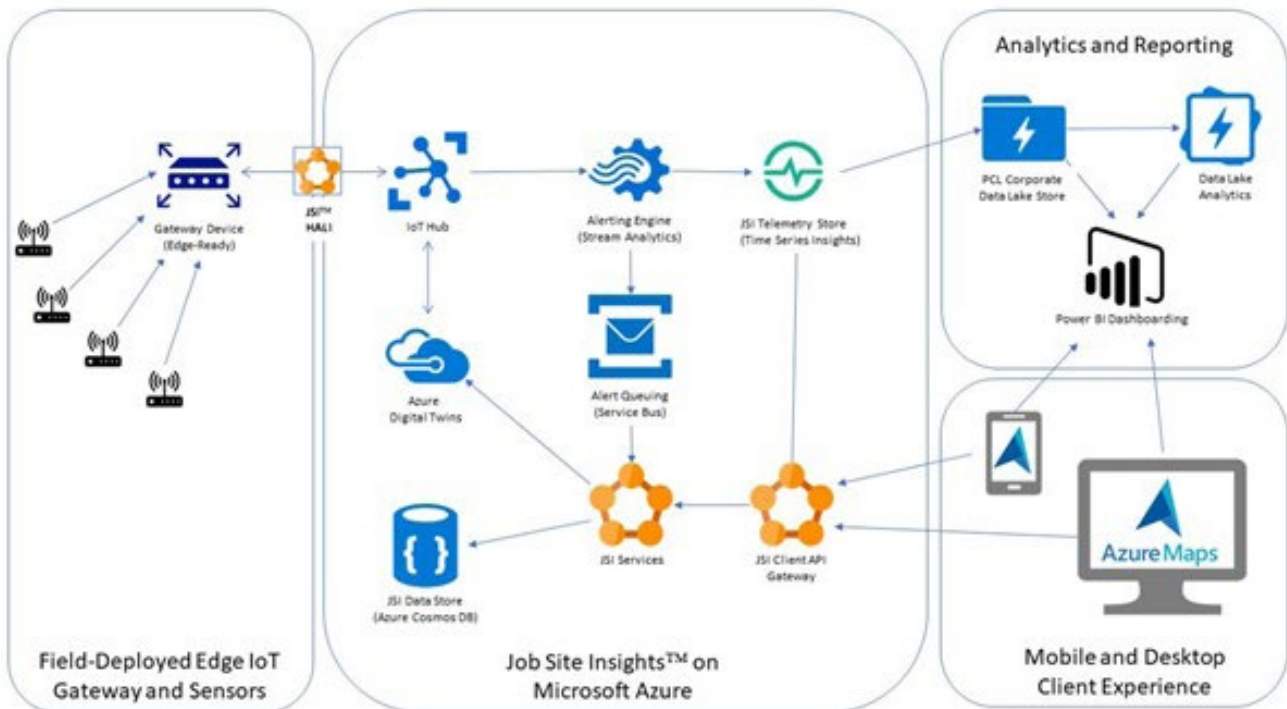 Analytics and Reporting
PCL Corporate
Data Lake Store
Data Lake
Analytics
Power BI Dashboarding
Gateway Device
(Edge-Ready)
JSI™
HALI
IoT Hub
Alerting Engine
(Stream Analytics)
JSI Telemetry Store
(Time Series Insights)
Azure
Digital Twins
Alert Queuing
(Service Bus)
JSI Services
JSI Client API
Gateway
JSI Data Store
(Azure Cosmos DB)
Azure Maps
Field-Deployed Edge IoT
Gateway and Sensors
Job Site Insights™ on
Microsoft Azure
Mobile and Desktop
Client Experience